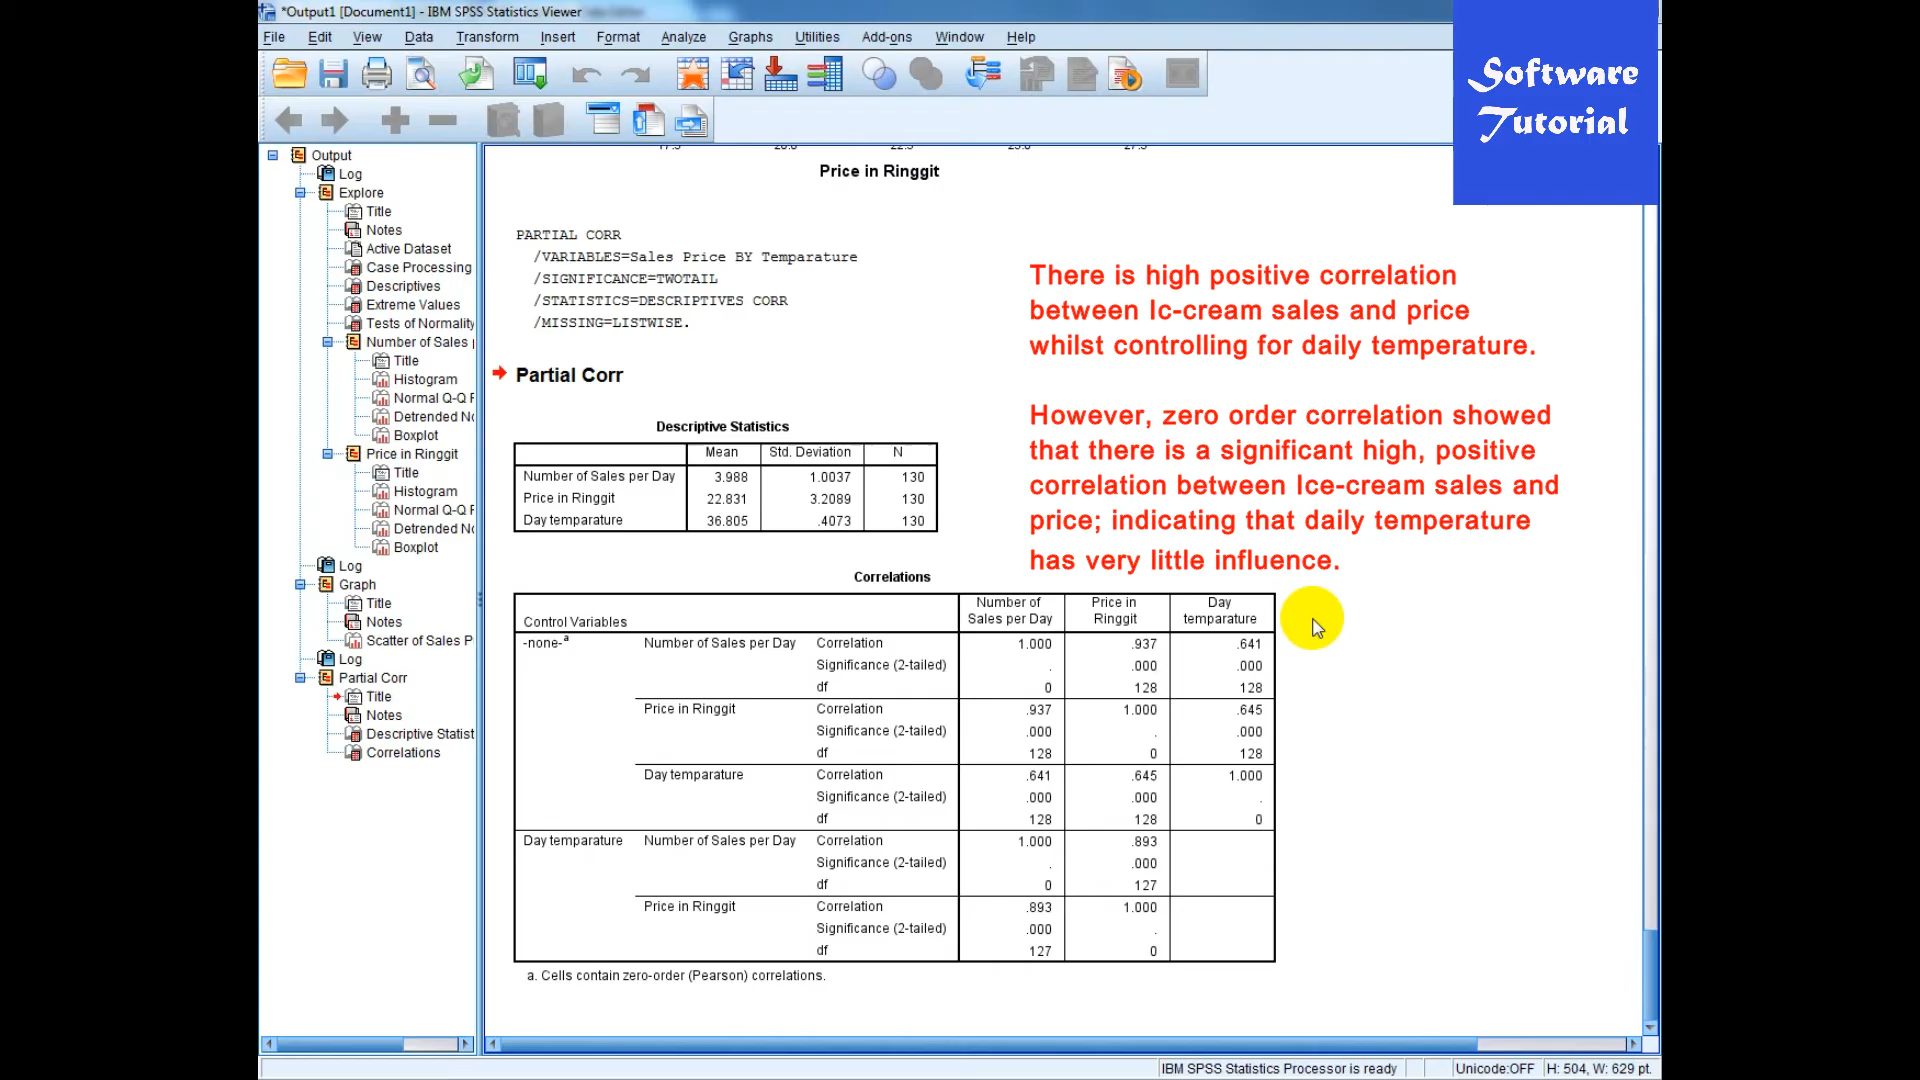 *Output1 [Document1] - IBM SPSS Statistics Viewer
File Edit View Data Transform Insert Format Analyze Graphs Utilities Add-ons Window Help
Software
Tutorial
Output
Log
Explore
Title
Notes
Active Dataset
Case Processing
Descriptives
Extreme Values
Tests of Normality
Number of Sales
Title
Histogram
Normal Q-Q
Detrended
Boxplot
Price in Ringgit
Title
Histogram
Normal Q-Q
Detrended
Boxplot
Log
Graph
Title
Notes
Scatter of Sales
Log
Partial Corr
Title
Notes
Descriptive Statist
Correlations
Price in Ringgit
PARTIAL CORR
/VARIABLES=Sales Price BY Temparature
/SIGNIFICANCE=TWOTAIL
/STATISTICS=DESCRIPTIVES CORR
/MISSING=LISTWISE.
There is high positive correlation
between Ic-cream sales and price
whilst controlling for daily temperature.
However, zero order correlation showed
that there is a significant high, positive
correlation between Ice-cream sales and
price; indicating that daily temperature
has very little influence.
Partial Corr
Descriptive Statistics
Mean Std. Deviation N
Number of Sales per Day 3.988 1.0037 130
Price in Ringgit 22.831 3.2089 130
Day temparature 36.805 .4073 130
Correlations
Control Variables Number of Sales per Day Price in Ringgit Day temparature
-none-a Number of Sales per Day Correlation 1.000 .937 .641
Significance (2-tailed) . .000 .000
df 0 128 128
Price in Ringgit Correlation .937 1.000 .645
Significance (2-tailed) .000 . .000
df 128 0 128
Day temparature Correlation .641 .645 1.000
Significance (2-tailed) .000 .000 .
df 128 128 0
Day temparature Number of Sales per Day Correlation 1.000 .893
Significance (2-tailed) . .000
df 0 127
Price in Ringgit Correlation .893 1.000
Significance (2-tailed) .000 .
df 127 0
a. Cells contain zero-order (Pearson) correlations.
IBM SPSS Statistics Processor is ready Unicode:OFF H: 504, W: 629 pt.